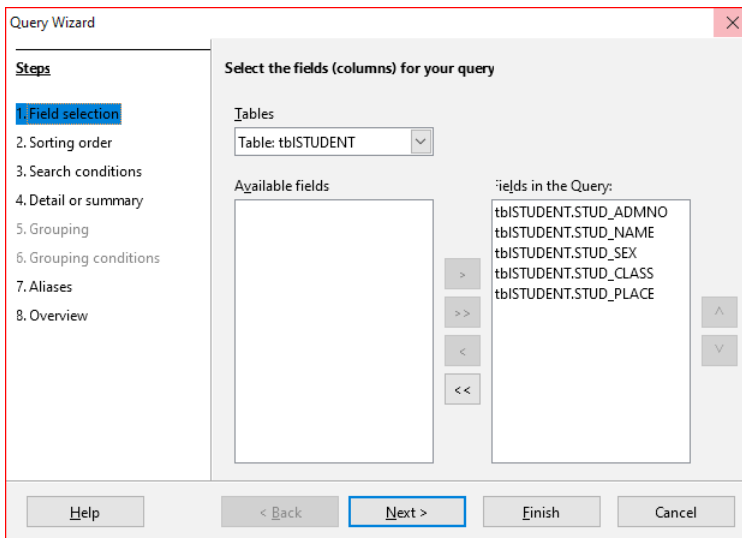 Query Wizard
Steps
1. Field selection
2. Sorting order
3. Search conditions
4. Detail or summary
5. Grouping
6. Grouping conditions
7. Aliases
8. Overview
Select the fields (columns) for your query
Tables
Table: tblSTUDENT
Available fields
Fields in the Query:
tblSTUDENT.STUD_ADMNO
tblSTUDENT.STUD_NAME
tblSTUDENT.STUD_SEX
tblSTUDENT.STUD_CLASS
tblSTUDENT.STUD_PLACE
>
>>
<
<<
Help
< Back
Next >
Finish
Cancel